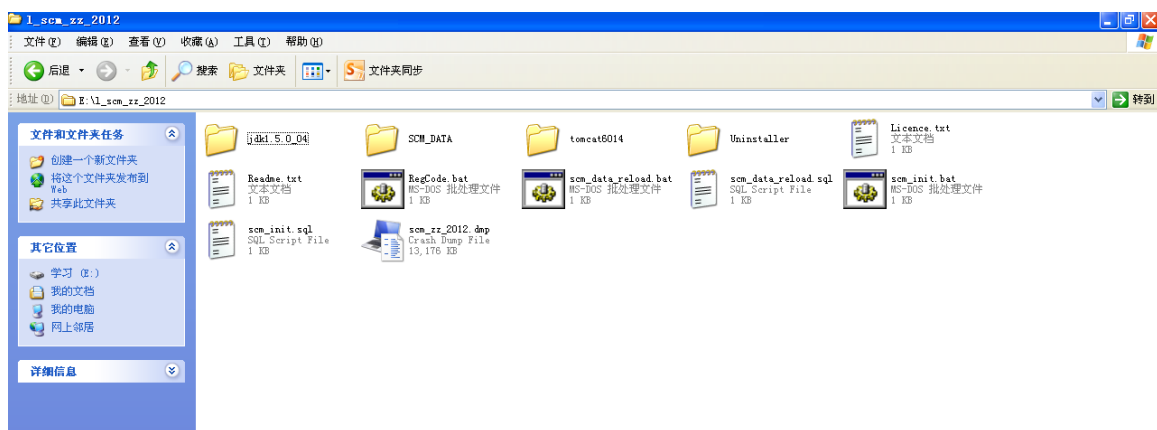 1_scm_zz_2012
文件(F) 编辑(E) 查看(V) 收藏(A) 工具(T) 帮助(H)
后退 搜索 文件夹 文件夹同步
地址(D) E:\1_scm_zz_2012 转到
文件和文件夹任务
创建一个新文件夹
将这个文件夹发布到
Web
共享此文件夹
其它位置
学习 (E:)
我的文档
我的电脑
网上邻居
详细信息
jdk1.5.0_04
SCM_DATA
tomcat6014
Uninstaller
Licence.txt
文本文档
1 KB
Readme.txt
文本文档
1 KB
RegCode.bat
MS-DOS 批处理文件
1 KB
scm_data_reload.bat
MS-DOS 批处理文件
1 KB
scm_data_reload.sql
SQL Script File
1 KB
scm_init.bat
MS-DOS 批处理文件
1 KB
scm_init.sql
SQL Script File
1 KB
scm_zz_2012.dmp
Crash Dump File
13,176 KB